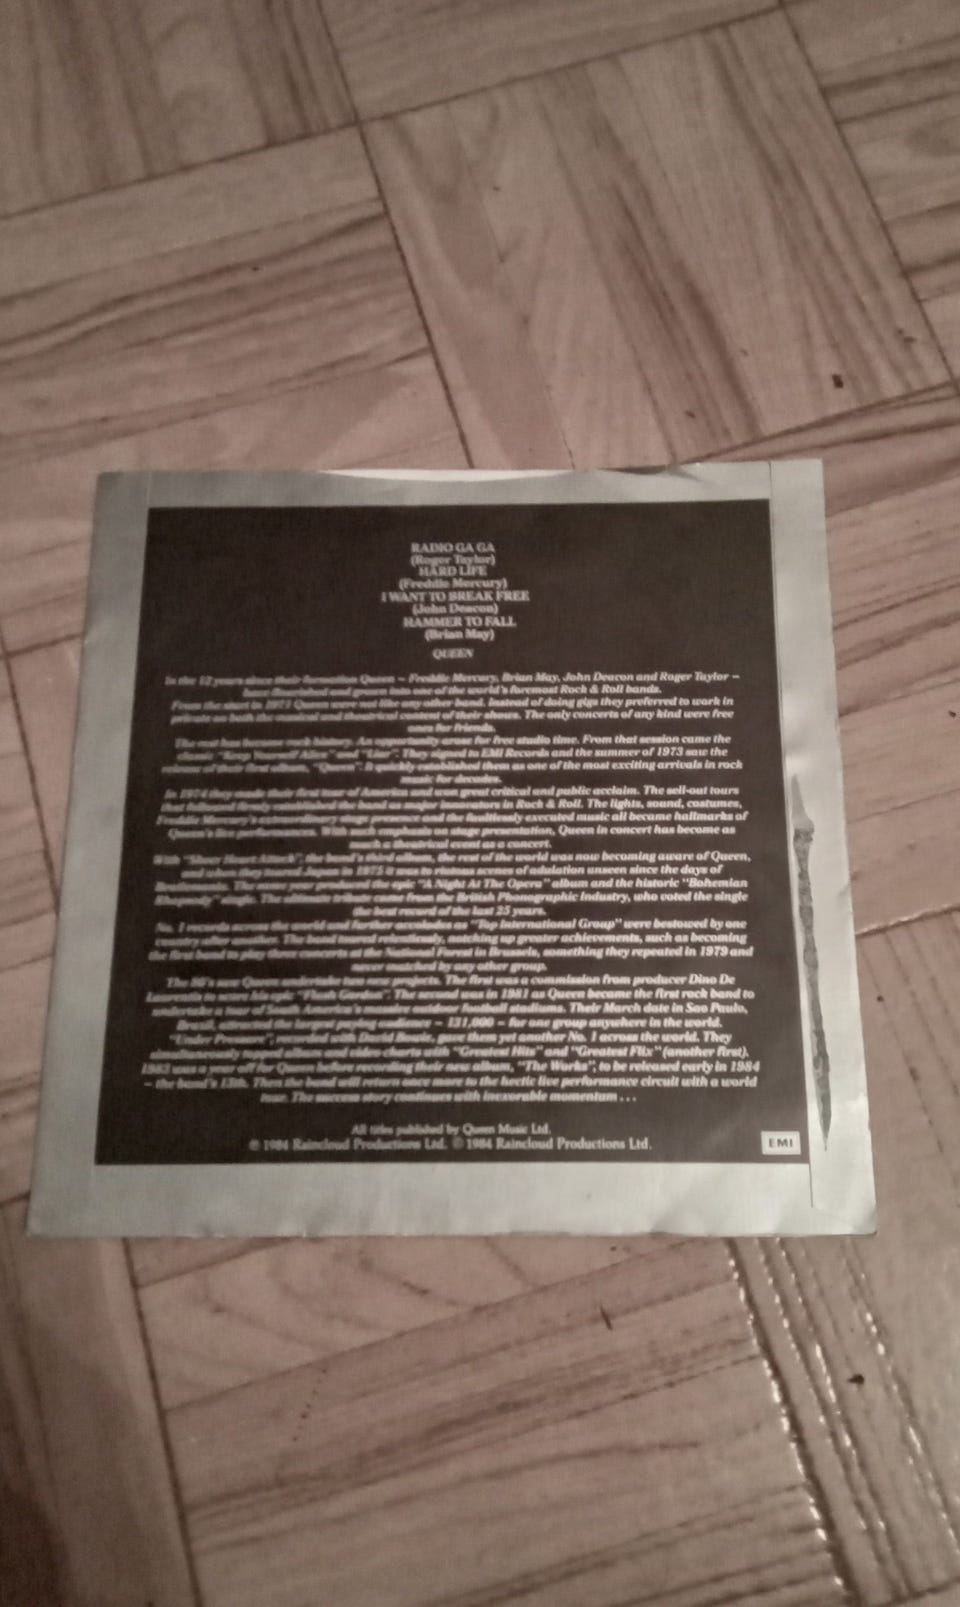 RADIO GA GA
(Roger Taylor)
HARD LIFE
(Freddie Mercury)
I WANT TO BREAK FREE
(John Deacon)
HAMMER TO FALL
(Brian May)
QUEEN
In the 12 years since their formation Queen – Freddie Mercury, Brian May, John Deacon and Roger Taylor –
have flourished and grown into one of the world's foremost Rock & Roll bands.
From the start in 1971 Queen were not like any other band. Instead of doing gigs they preferred to work in
private on both the musical and theatrical content of their shows. The only concerts of any kind were free
ones for friends.
The rest has become rock history. An opportunity arose for free studio time. From that session came the
classic "Keep Yourself Alive" and "Liar". They signed to EMI Records and the summer of 1973 saw the
release of their first album, "Queen". It quickly established them as one of the most exciting arrivals in rock
music for decades.
In 1974 they made their first tour of America and won great critical and public acclaim. The sell-out tours
that followed firmly established the band as major innovators in Rock & Roll. The lights, sound, costumes,
Freddie Mercury's extraordinary stage presence and the faultlessly executed music all became hallmarks of
Queen's live performances. With such emphasis on stage presentation, Queen in concert has become as
much a theatrical event as a concert.
With "Sheer Heart Attack", the band's third album, the rest of the world was now becoming aware of Queen,
and when they toured Japan in 1975 it was to riotous scenes of adulation unseen since the days of
Beatlemania. The same year produced the epic "A Night At The Opera" album and the historic "Bohemian
Rhapsody" single. The ultimate tribute came from the British Phonographic Industry, who voted the single
the best record of the last 25 years.
No. 1 records across the world and further accolades as "Top International Group" were bestowed by one
country after another. The band toured relentlessly, notching up greater achievements, such as becoming
the first band to play three concerts at the National Forest in Brussels, something they repeated in 1979 and
never matched by any other group.
The 80's saw Queen undertake two new projects. The first was a commission from producer Dino De
Laurentis to score his epic "Flash Gordon". The second was in 1981 as Queen became the first rock band to
undertake a tour of South America's massive outdoor football stadiums. Their March date in Sao Paulo,
Brazil, attracted the largest paying audience – 131,000 – for one group anywhere in the world.
"Under Pressure", recorded with David Bowie, gave them yet another No. 1 across the world. They
simultaneously topped album and video charts with "Greatest Hits" and "Greatest Flix" (another first).
1983 was a year off for Queen before recording their new album, "The Works", to be released early in 1984
– the band's 13th. Then the band will return once more to the hectic live performance circuit with a world
tour. The success story continues with inexorable momentum . . .
All titles published by Queen Music Ltd.
℗ 1984 Raincloud Productions Ltd. © 1984 Raincloud Productions Ltd.
EMI